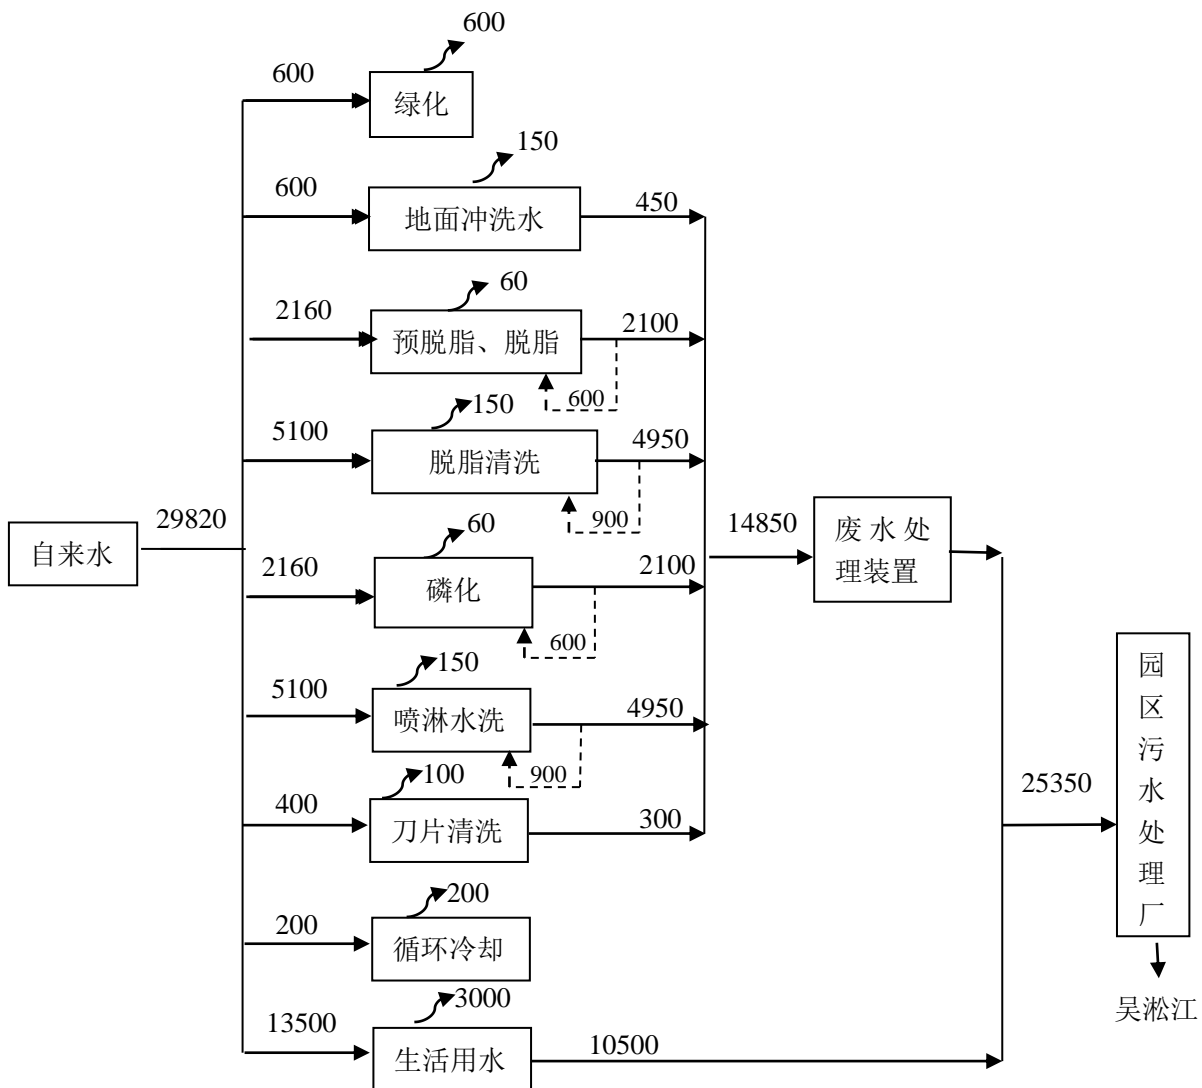 600
600
绿化
150
600
地面冲洗水
450
60
2160
预脱脂、脱脂
2100
600
150
5100
脱脂清洗
4950
900
自来水
29820
60
2160
磷化
2100
600
14850
废水处
理装置
150
5100
喷淋水洗
4950
900
100
400
刀片清洗
300
25350
园
区
污
水
处
理
厂
吴淞江
200
200
循环冷却
3000
13500
生活用水
10500